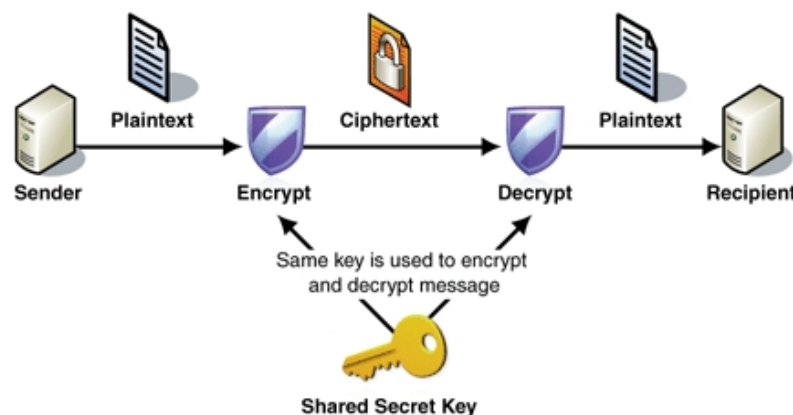 Plaintext
Ciphertext
Plaintext
Sender
Encrypt
Decrypt
Recipient
Same key is used to encrypt
and decrypt message
Shared Secret Key